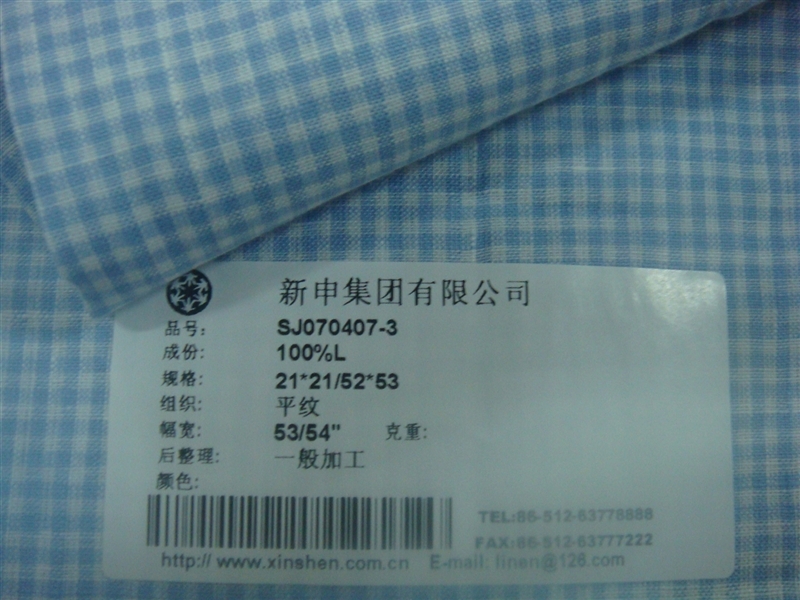 新申集团有限公司
品号: SJ070407-3
成份: 100%L
规格: 21*21/52*53
组织: 平纹
幅宽: 53/54" 克重:
后整理: 一般加工
颜色:
TEL:86-512-63778888
FAX:86-512-63777222
http:// www.xinshen.com.cn E-mail: linen@126.com